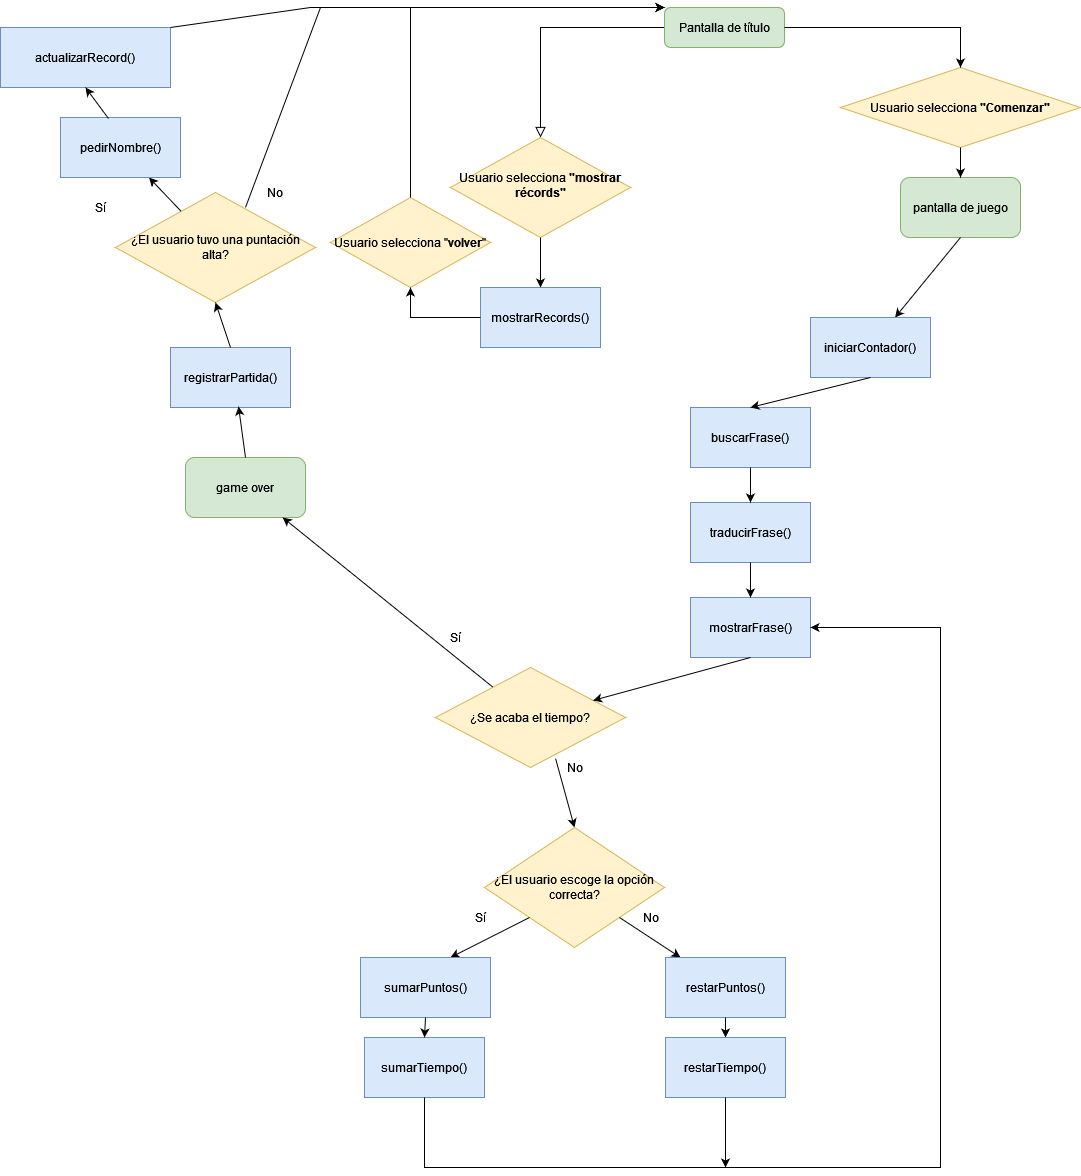 Pantalla de título
actualizarRecord()
Usuario selecciona "Comenzar"
pedirNombre()
Usuario selecciona "mostrar
récords"
No
Sí
pantalla de juego
¿El usuario tuvo una puntación
alta?
Usuario selecciona "volver"
mostrarRecords()
iniciarContador()
registrarPartida()
buscarFrase()
game over
traducirFrase()
mostrarFrase()
Sí
¿Se acaba el tiempo?
No
¿El usuario escoge la opción
correcta?
Sí
No
sumarPuntos()
restarPuntos()
sumarTiempo()
restarTiempo()